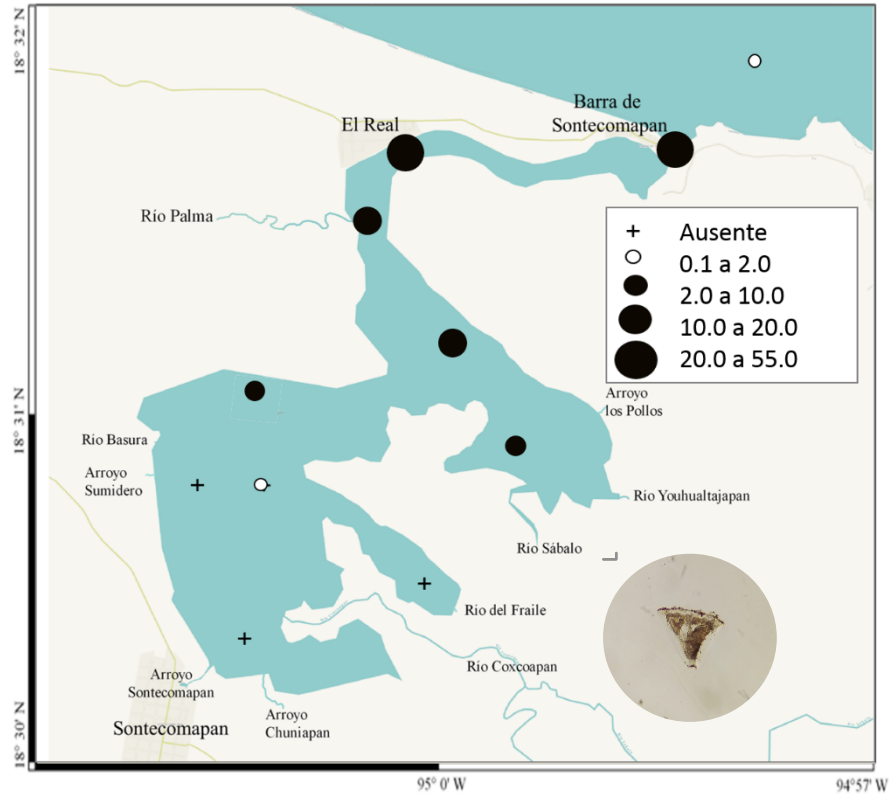 18° 32' N
Barra de
Sontecomapan
El Real
Río Palma
+ Ausente
0.1 a 2.0
2.0 a 10.0
10.0 a 20.0
20.0 a 55.0
18° 31' N
Arroyo
los Pollos
Río Basura
Arroyo
Sumidero
Río Youhualtajapan
Río Sábalo
Río del Fraile
Río Coxcoapan
Arroyo
Sontecomapan
Arroyo
Chuniapan
Sontecomapan
18° 30' N
95° 0' W
94°57' W